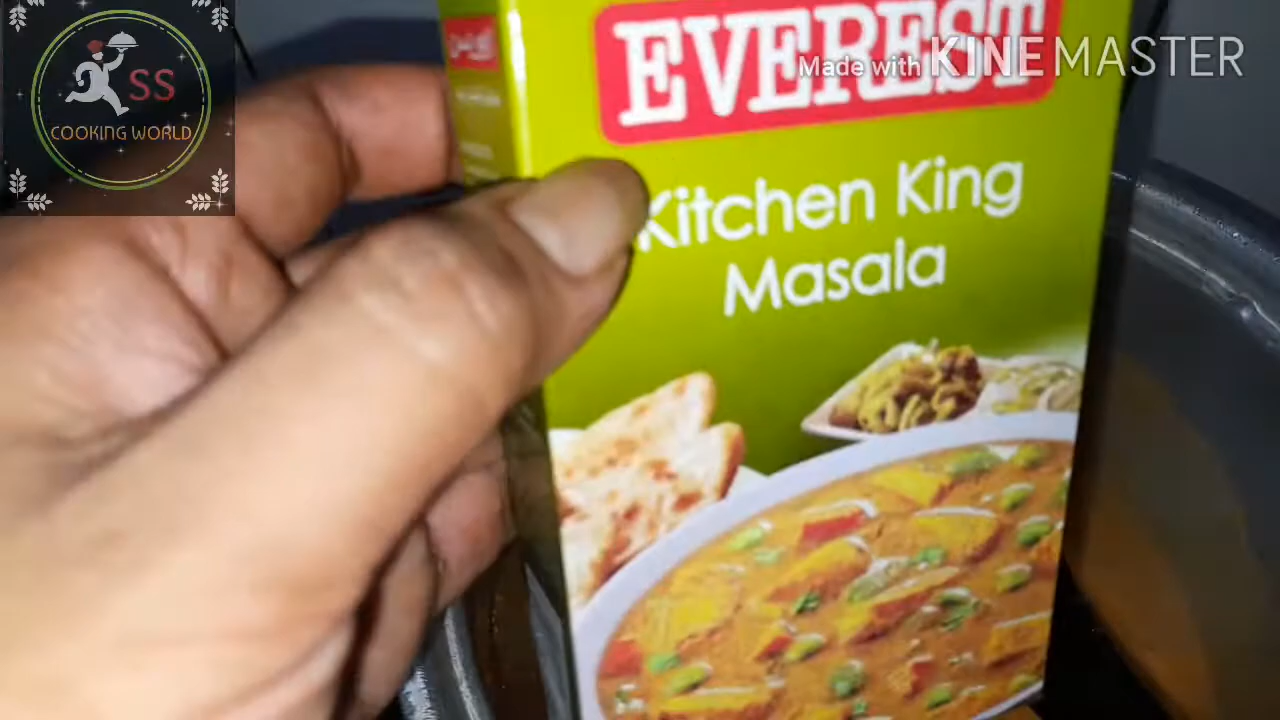 SS
COOKING WORLD
EVEREST
Made with KINEMASTER
Kitchen King
Masala